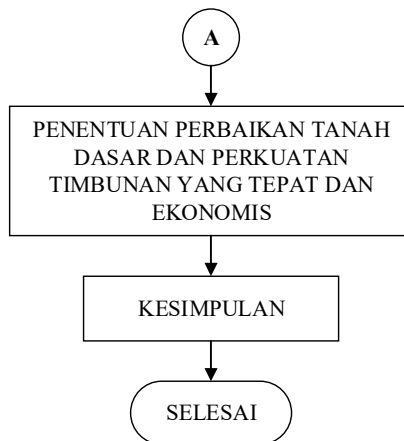 A
PENENTUAN PERBAIKAN TANAH
DASAR DAN PERKUATAN
TIMBUNAN YANG TEPAT DAN
EKONOMIS
KESIMPULAN
SELESAI